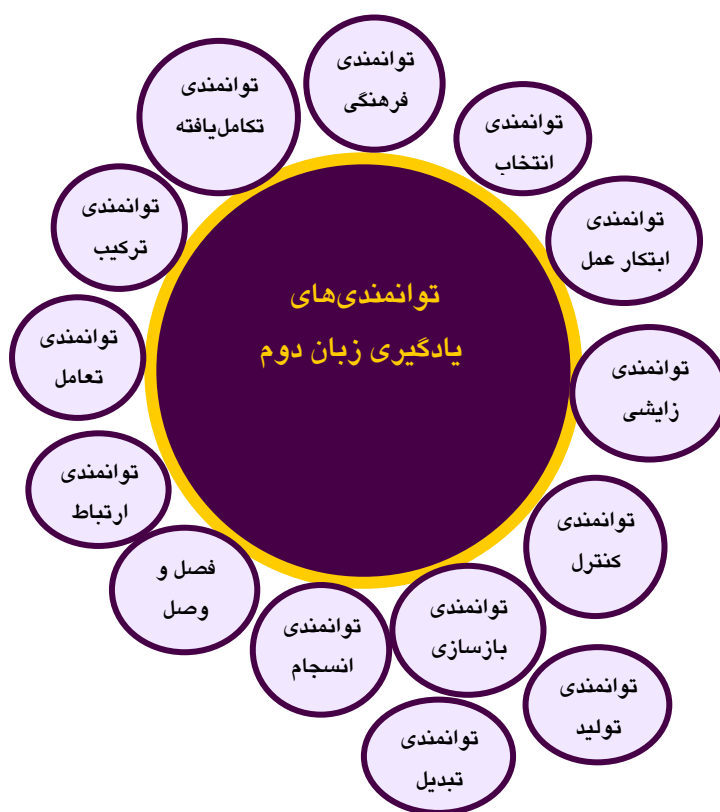 توانمندی‌های
یادگیری زبان دوم
توانمندی
فرهنگی
توانمندی
انتخاب
توانمندی
ابتکار عمل
توانمندی
زایشی
توانمندی
کنترل
توانمندی
تولید
توانمندی
بازسازی
توانمندی
تبدیل
توانمندی
انسجام
فصل و
وصل
توانمندی
ارتباط
توانمندی
تعامل
توانمندی
ترکیب
توانمندی
تکامل‌یافته